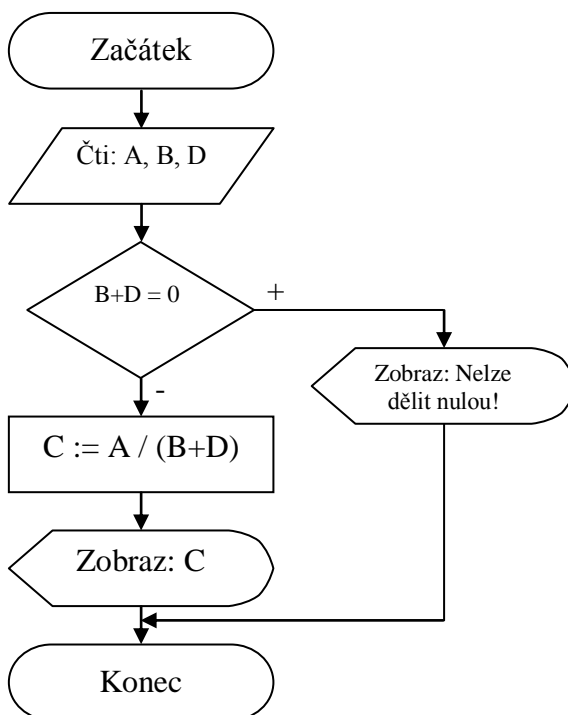 Začátek
Čti: A, B, D
B+D = 0
+
Zobraz: Nelze
dělit nulou!
-
C := A / (B+D)
Zobraz: C
Konec